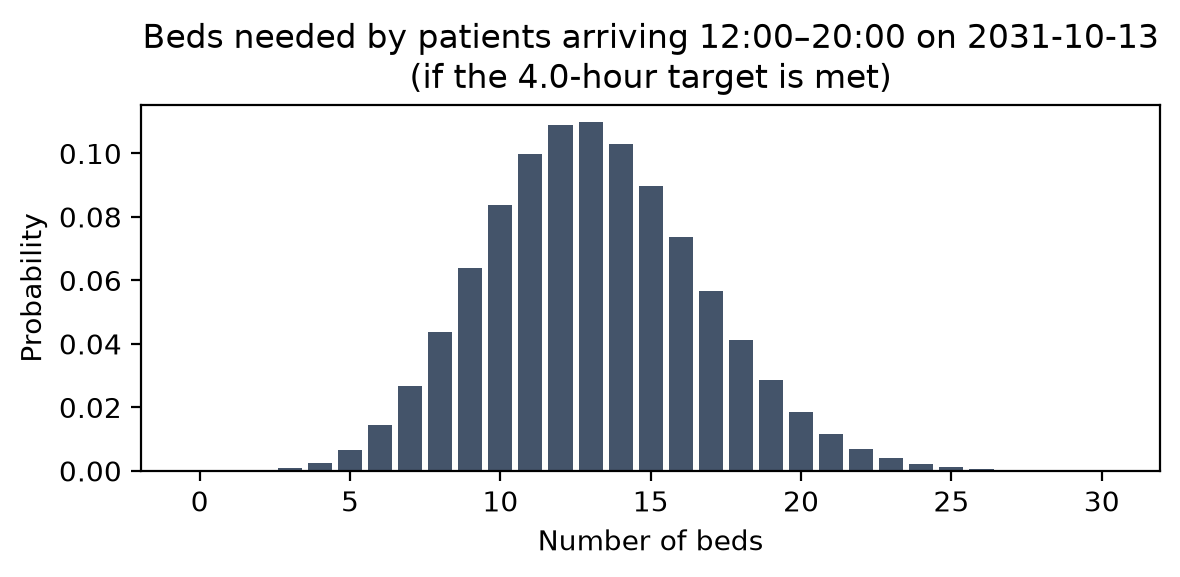 Beds needed by patients arriving 12:00–20:00 on 2031-10-13
(if the 4.0-hour target is met)
Probability
0.10
0.08
0.06
0.04
0.02
0.00
0 5 10 15 20 25 30
Number of beds